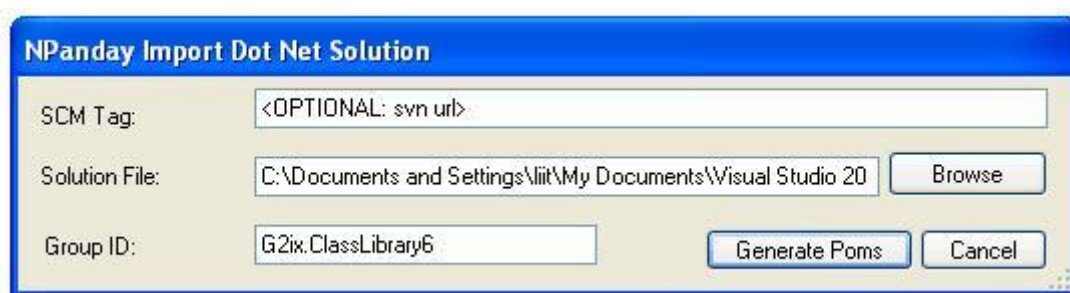 NPanday Import Dot Net Solution
SCM Tag: <OPTIONAL: svn url>
Solution File: C:\Documents and Settings\liit\My Documents\Visual Studio 20 Browse
Group ID: G2ix.ClassLibrary6 Generate Poms Cancel